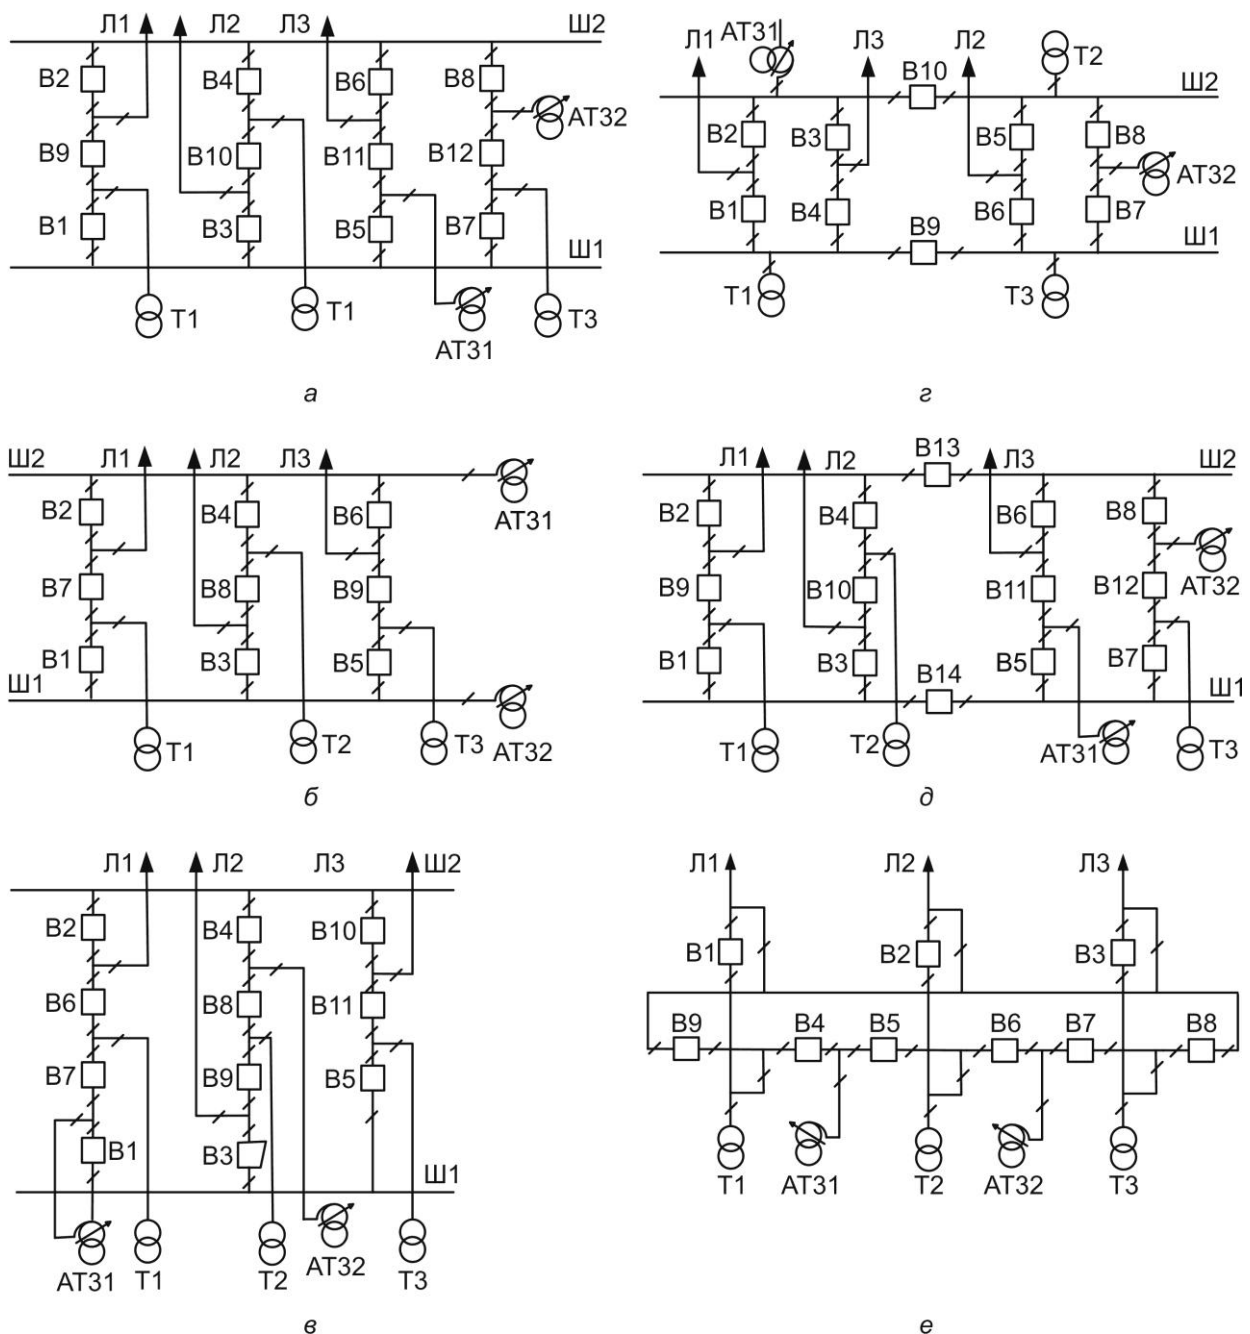 Л1 Л2 Л3 Ш2
В2 В4 В6 В8
АТ32
В9 В10 В11 В12
В1 В3 В5 В7
Ш1
Т1 Т1 АТ31 Т3
а
АТ31 Т2
Л1 Л3 В10 Л2
Ш2
В2 В3 В5 В8
АТ32
В1 В4 В6 В7
В9 Ш1
Т1 Т3
г
Ш2 Л1 Л2 Л3
В2 В4 В6 АТ31
В7 В8 В9
В1 В3 В5
Ш1
Т1 Т2 Т3 АТ32
б
Л1 Л2 В13 Л3 Ш2
В2 В4 В6 В8
В9 В10 В11 В12 АТ32
В1 В3 В5 В7
В14 Ш1
Т1 Т2 АТ31 Т3
д
Л1 Л2 Л3 Ш2
В2 В4 В10
В6 В8 В11
В7 В9 В5
В1 В3 Ш1
АТ31 Т1 Т2 АТ32 Т3
в
Л1 Л2 Л3
В1 В2 В3
В9 В4 В5 В6 В7 В8
Т1 АТ31 Т2 АТ32 Т3
е